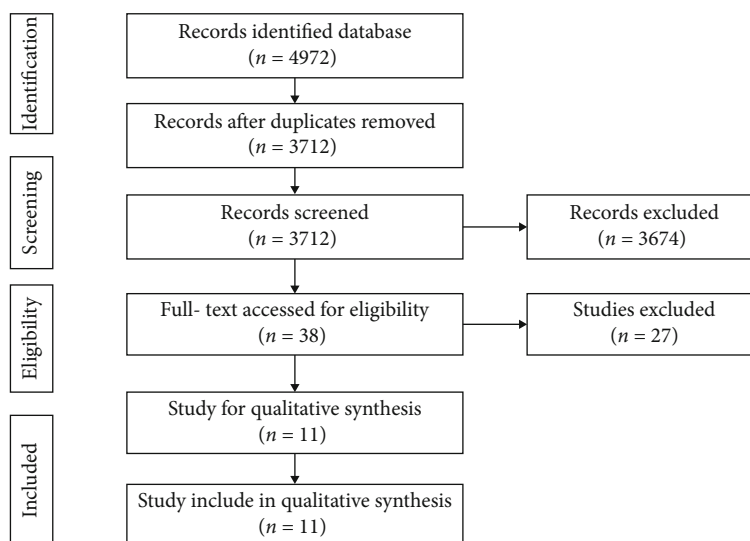 Identification
Records identified database
(n = 4972)
Records after duplicates removed
(n = 3712)
Screening
Records screened
(n = 3712)
Records excluded
(n = 3674)
Eligibility
Full- text accessed for eligibility
(n = 38)
Studies excluded
(n = 27)
Included
Study for qualitative synthesis
(n = 11)
Study include in qualitative synthesis
(n = 11)